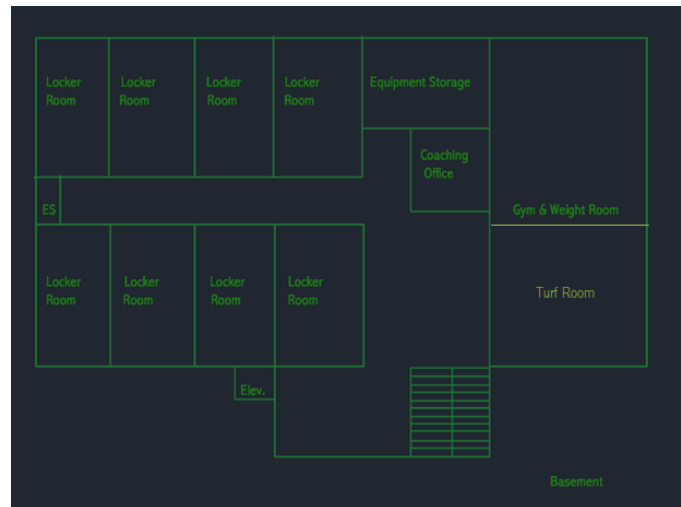 Locker
Room
Locker
Room
Locker
Room
Locker
Room
Equipment Storage
Coaching
Office
ES
Gym & Weight Room
Locker
Room
Locker
Room
Locker
Room
Locker
Room
Turf Room
Elev.
Basement